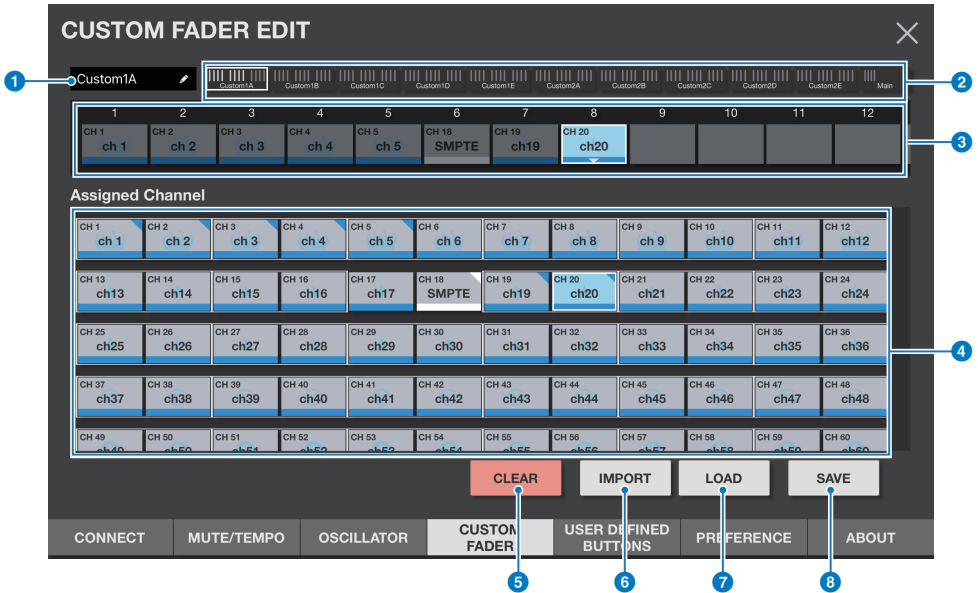 CUSTOM FADER EDIT
1 Custom1A
Custom1A Custom1B Custom1C Custom1D Custom1E Custom2A Custom2B Custom2C Custom2D Custom2E Main 2
1 2 3 4 5 6 7 8 9 10 11 12
CH 1 CH 2 CH 3 CH 4 CH 5 CH 18 CH 19 CH 20
ch 1 ch 2 ch 3 ch 4 ch 5 SMPTE ch19 ch20 3
Assigned Channel
CH 1 CH 2 CH 3 CH 4 CH 5 CH 6 CH 7 CH 8 CH 9 CH 10 CH 11 CH 12
ch 1 ch 2 ch 3 ch 4 ch 5 ch 6 ch 7 ch 8 ch 9 ch10 ch11 ch12
CH 13 CH 14 CH 15 CH 16 CH 17 CH 18 CH 19 CH 20 CH 21 CH 22 CH 23 CH 24
ch13 ch14 ch15 ch16 ch17 SMPTE ch19 ch20 ch21 ch22 ch23 ch24
CH 25 CH 26 CH 27 CH 28 CH 29 CH 30 CH 31 CH 32 CH 33 CH 34 CH 35 CH 36
ch25 ch26 ch27 ch28 ch29 ch30 ch31 ch32 ch33 ch34 ch35 ch36 4
CH 37 CH 38 CH 39 CH 40 CH 41 CH 42 CH 43 CH 44 CH 45 CH 46 CH 47 CH 48
ch37 ch38 ch39 ch40 ch41 ch42 ch43 ch44 ch45 ch46 ch47 ch48
CH 49 CH 50 CH 51 CH 52 CH 53 CH 54 CH 55 CH 56 CH 57 CH 58 CH 59 CH 60
ch49 ch50 ch51 ch52 ch53 ch54 ch55 ch56 ch57 ch58 ch59 ch60
CLEAR IMPORT LOAD SAVE
CONNECT MUTE/TEMPO OSCILLATOR CUSTOM FADER USER DEFINED BUTTONS PREFERENCE ABOUT
5 6 7 8